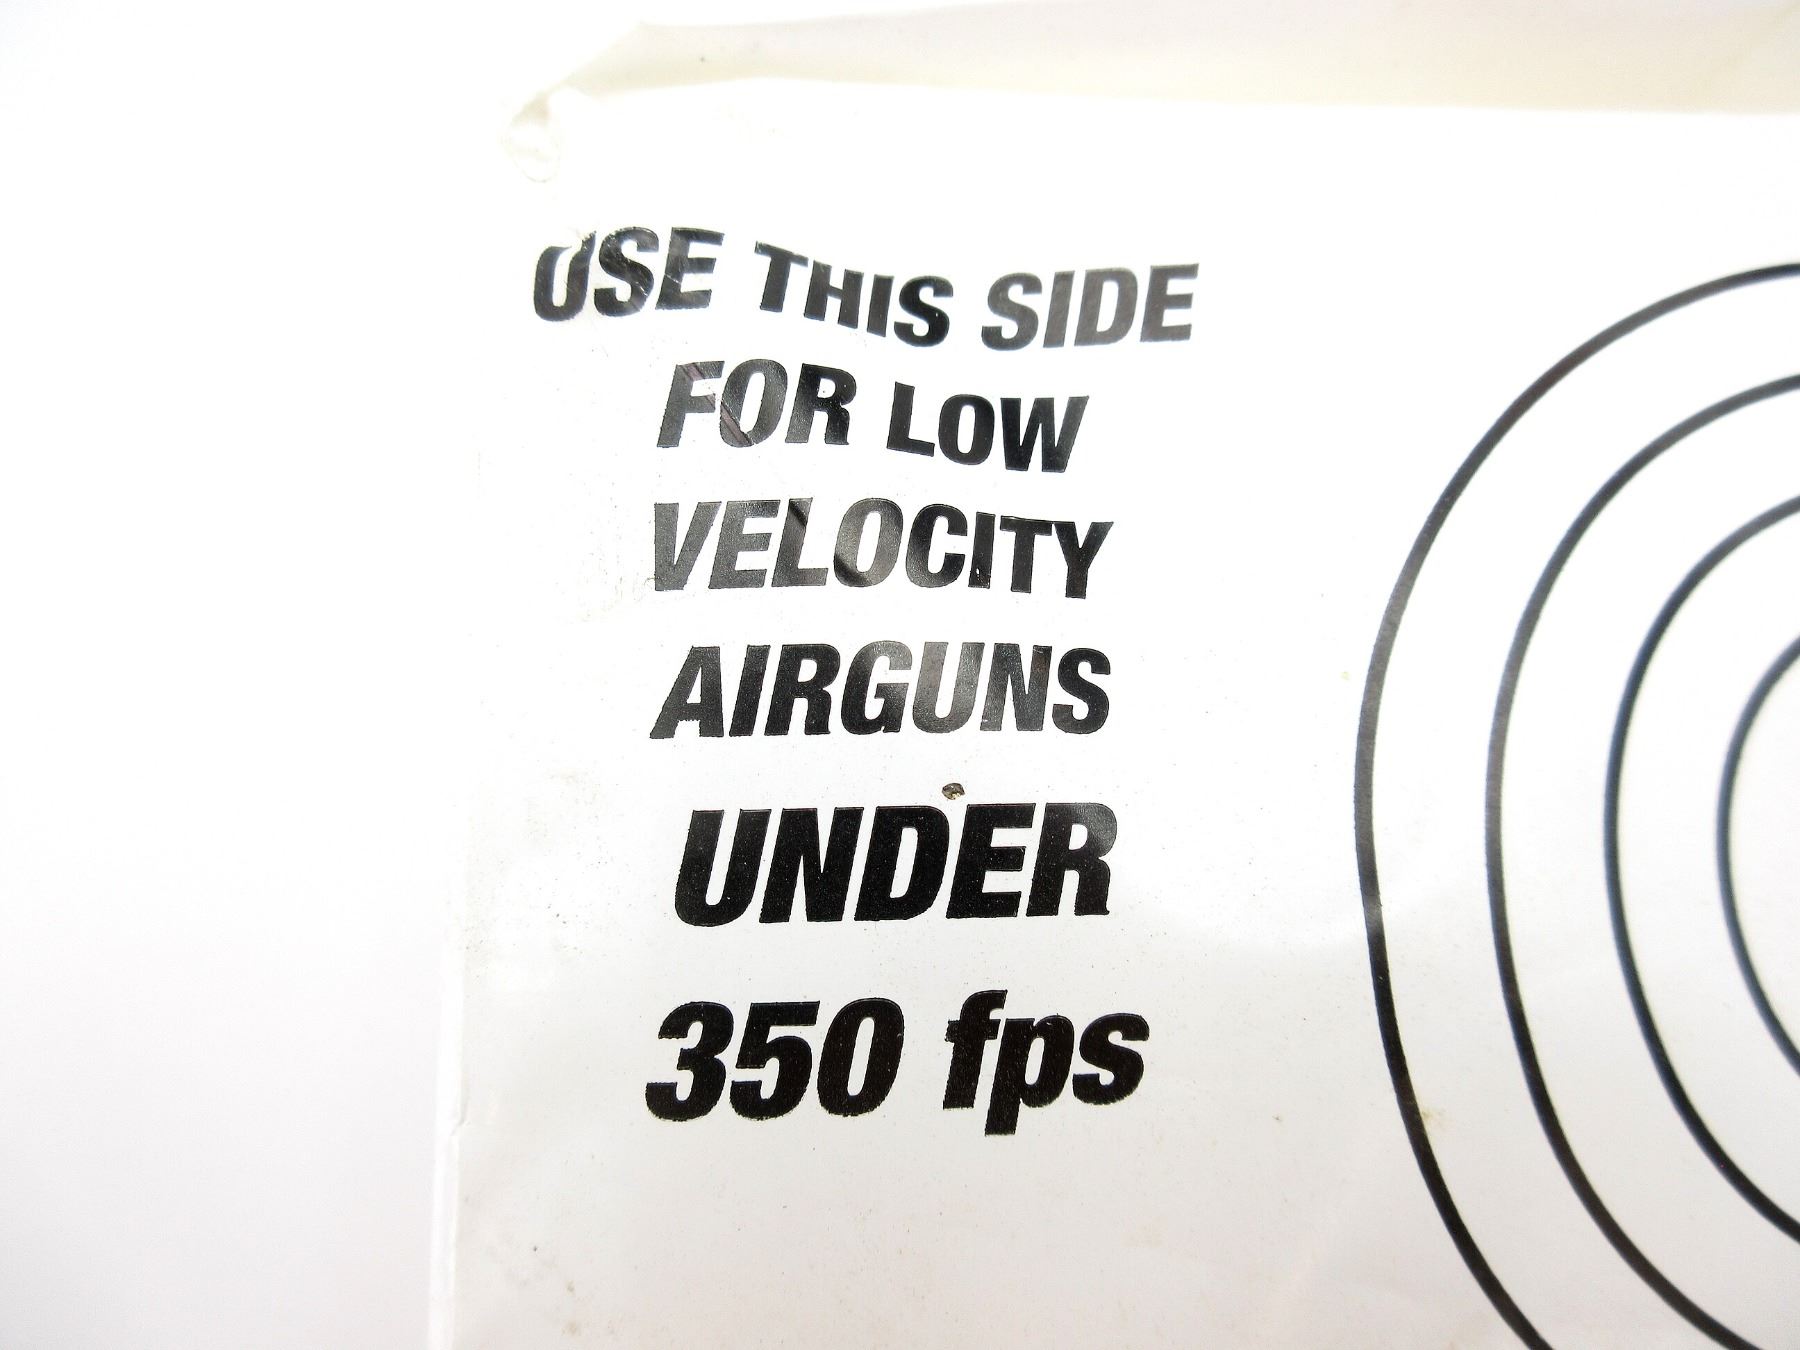 USE THIS SIDE
FOR LOW
VELOCITY
AIRGUNS
UNDER
350 fps